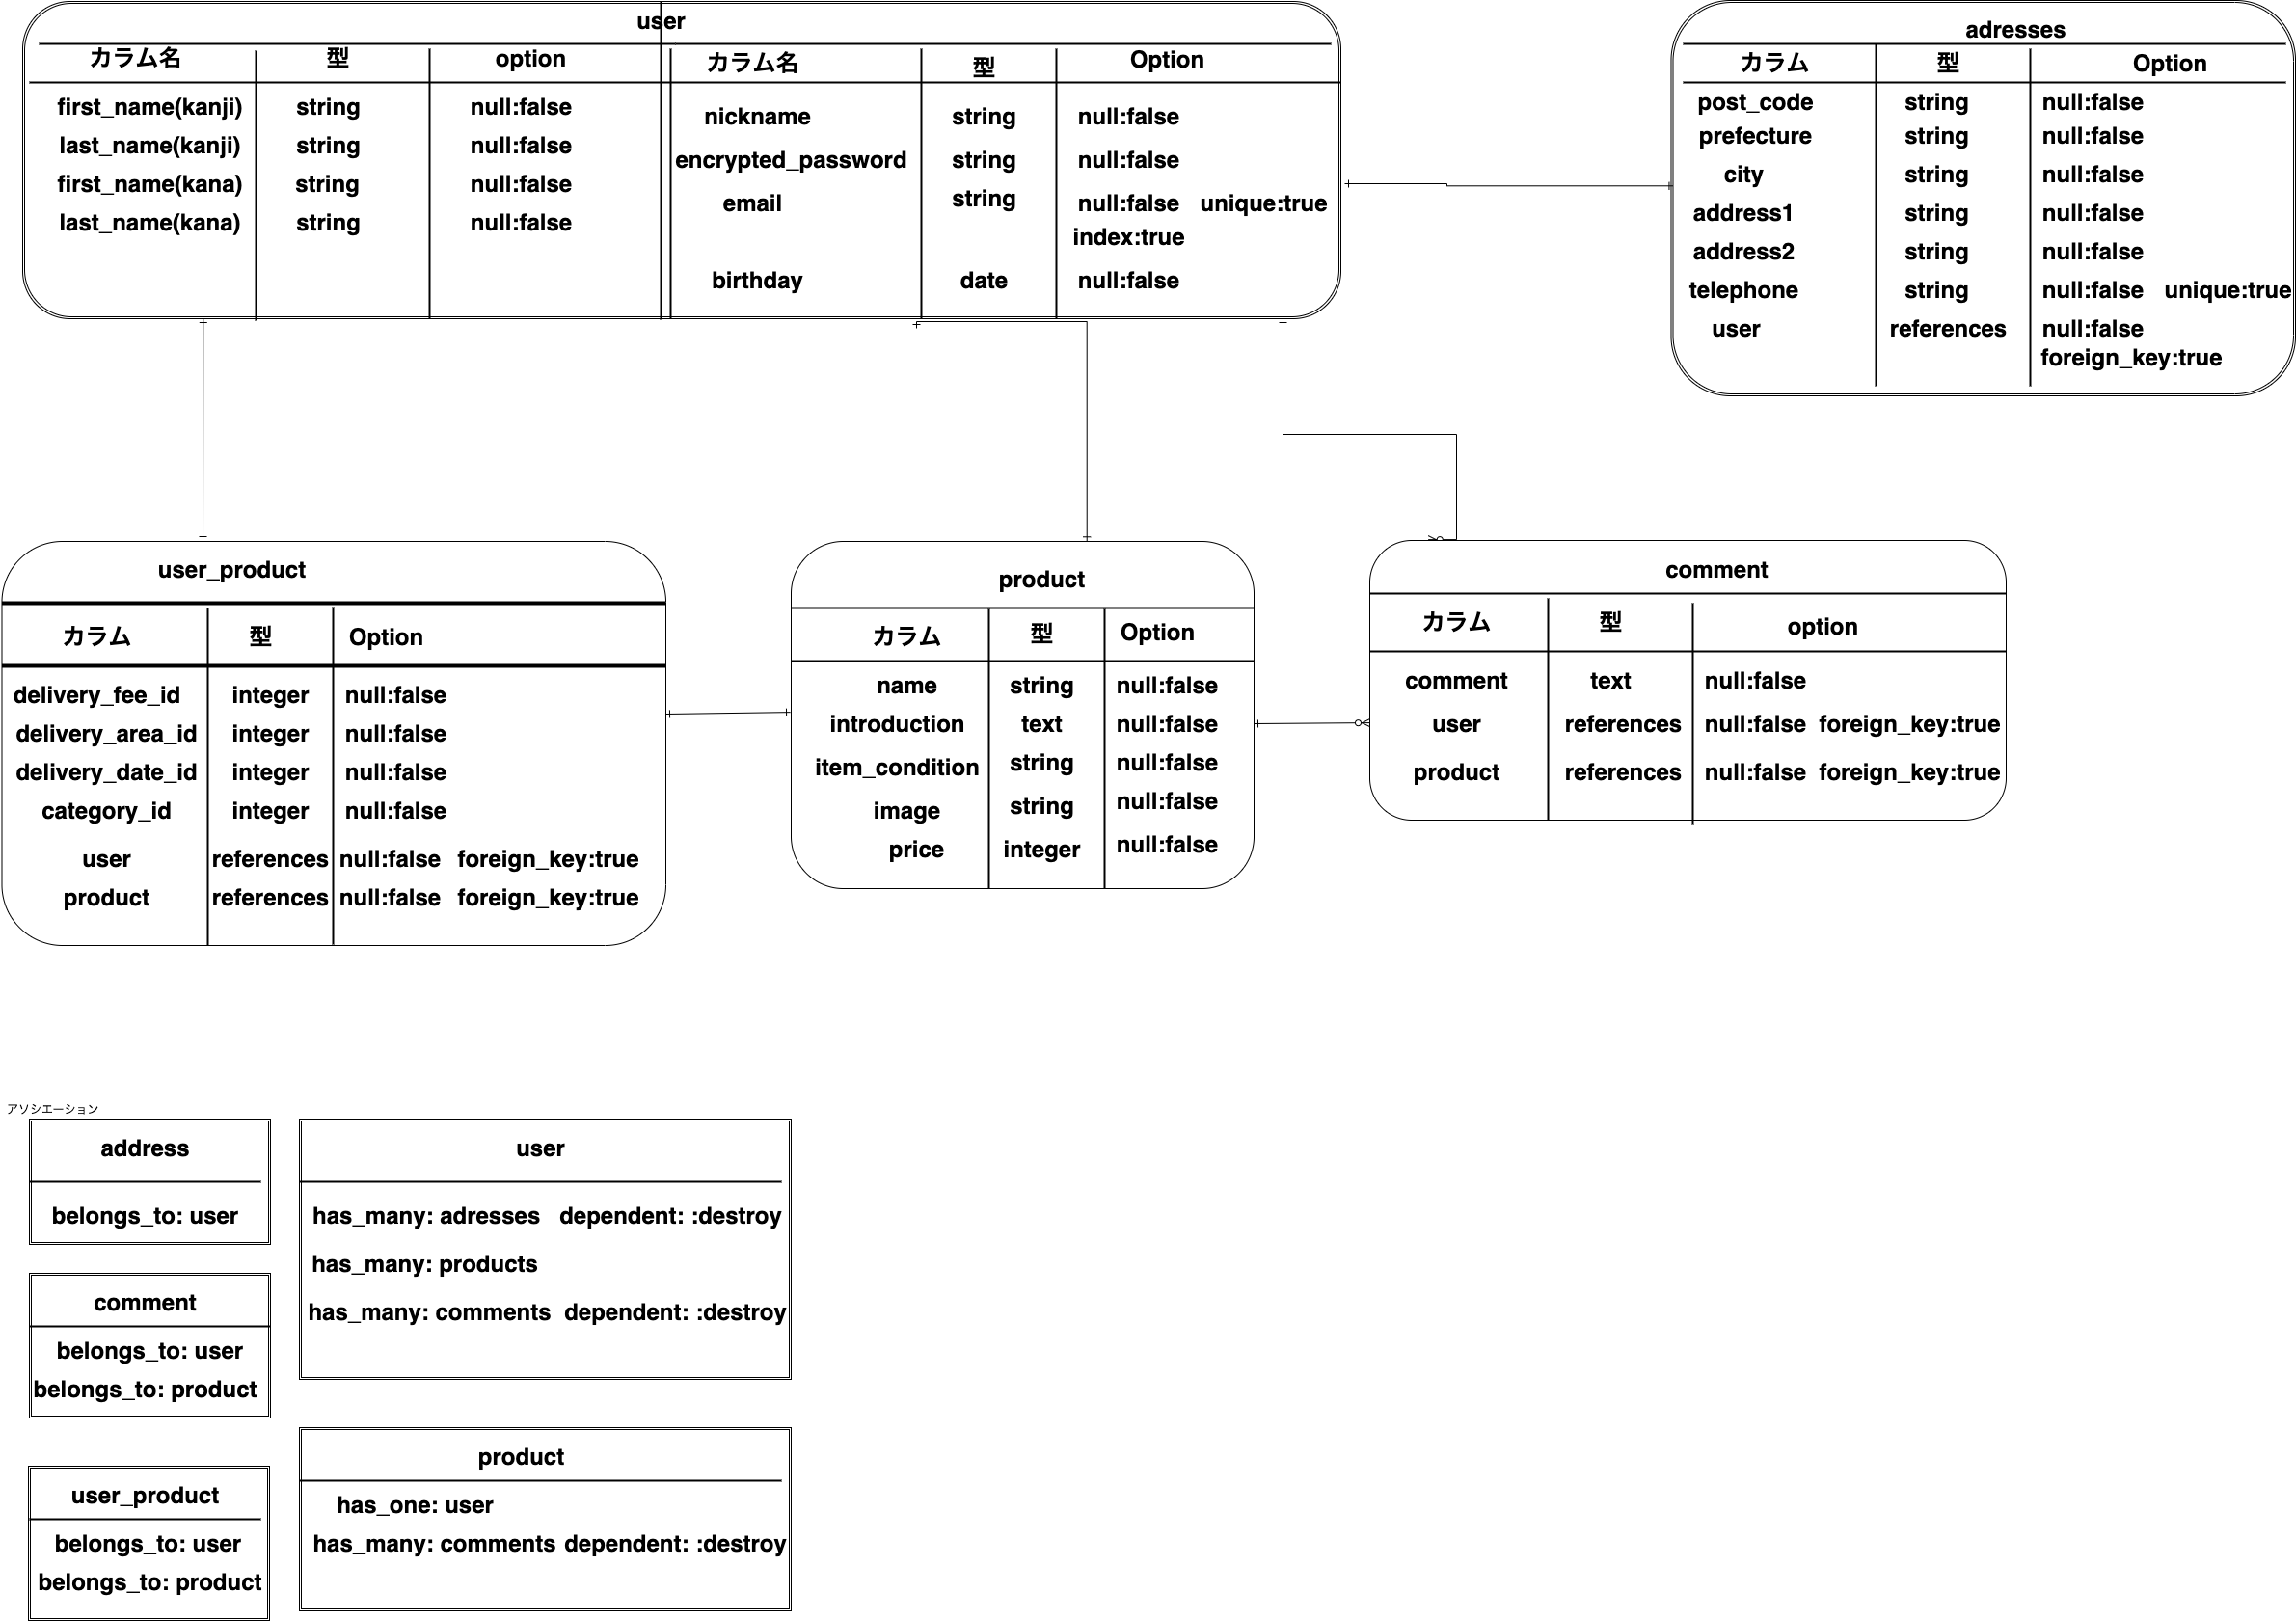 user
カラム名 型 option カラム名 型 Option
first_name(kanji) string null:false
last_name(kanji) string null:false
first_name(kana) string null:false
last_name(kana) string null:false
nickname string null:false
encrypted_password string null:false
email string null:false unique:true
index:true
birthday date null:false
adresses
カラム 型 Option
post_code string null:false
prefecture string null:false
city string null:false
address1 string null:false
address2 string null:false
telephone string null:false unique:true
user references null:false
foreign_key:true
user_product
カラム 型 Option
delivery_fee_id integer null:false
delivery_area_id integer null:false
delivery_date_id integer null:false
category_id integer null:false
user references null:false foreign_key:true
product references null:false foreign_key:true
product
カラム 型 Option
name string null:false
introduction text null:false
item_condition string null:false
image string null:false
price integer null:false
comment
カラム 型 option
comment text null:false
user references null:false foreign_key:true
product references null:false foreign_key:true
アソシエーション
address
belongs_to: user
user
has_many: adresses dependent: :destroy
has_many: products
has_many: comments dependent: :destroy
comment
belongs_to: user
belongs_to: product
product
has_one: user
has_many: comments dependent: :destroy
user_product
belongs_to: user
belongs_to: product